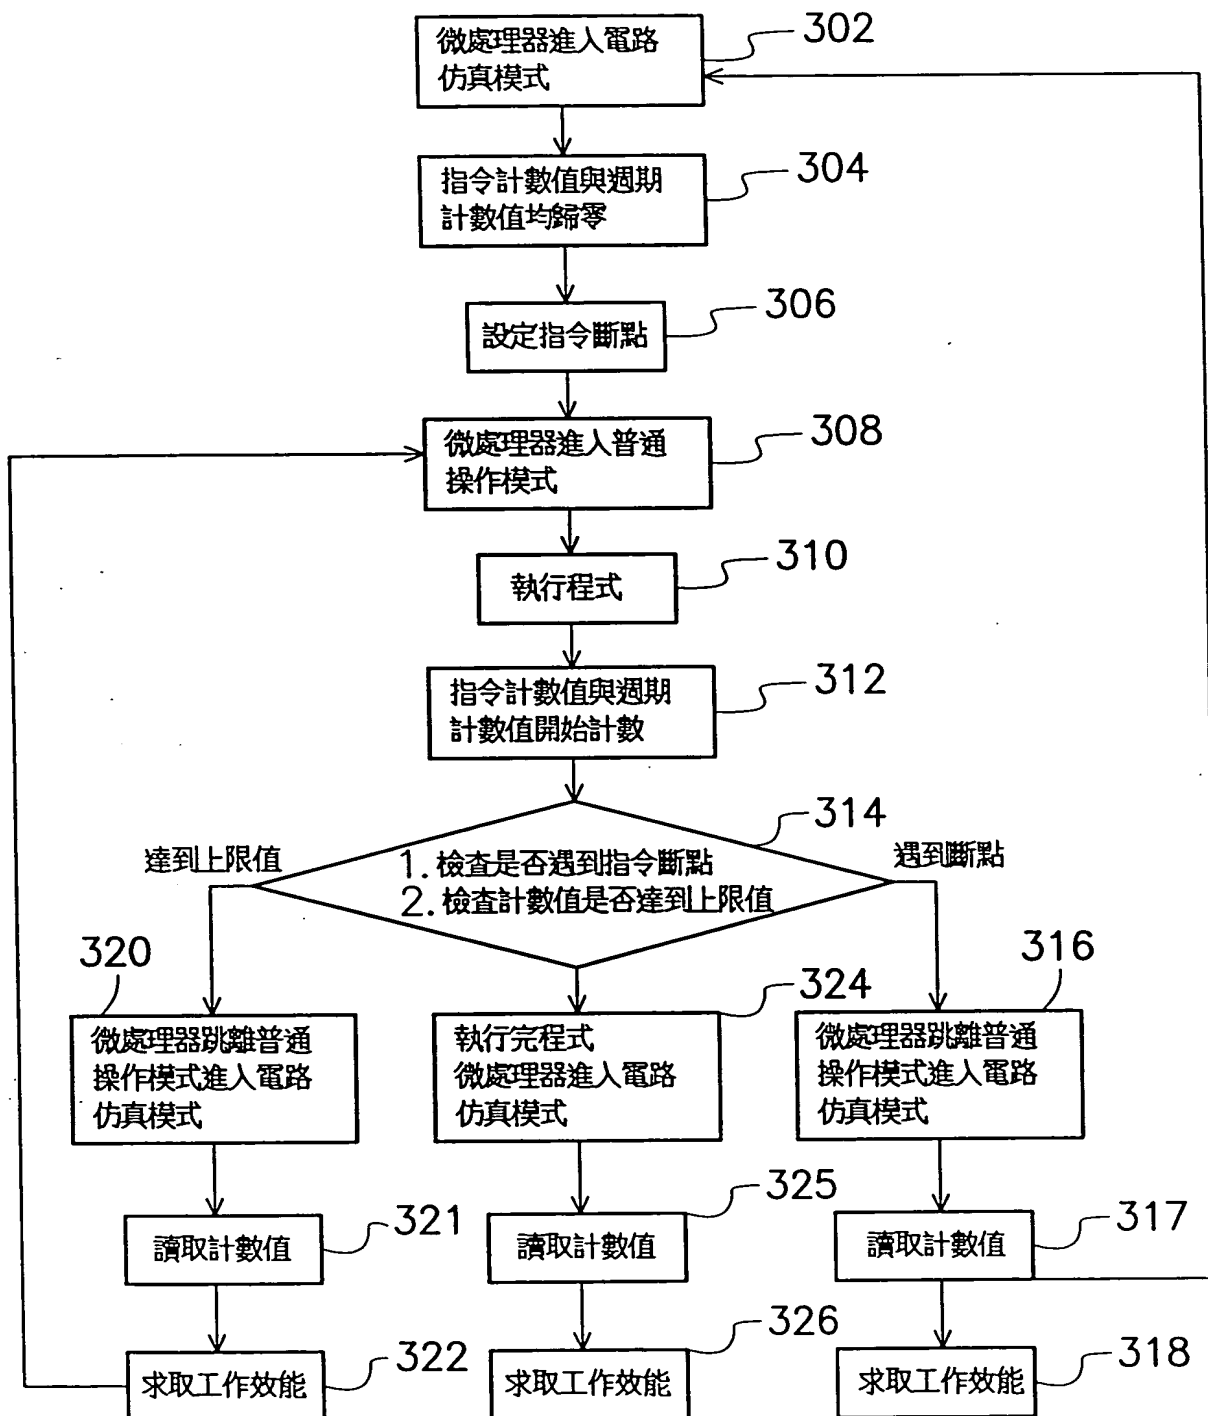 微處理器進入電路
仿真模式
302
指令計數值與週期
計數值均歸零
304
設定指令斷點
306
微處理器進入普通
操作模式
308
執行程式
310
指令計數值與週期
計數值開始計數
312
314
達到上限值
1. 檢查是否遇到指令斷點
2. 檢查計數值是否達到上限值
遇到斷點
320
微處理器跳離普通
操作模式進入電路
仿真模式
324
執行完程式
微處理器進入電路
仿真模式
316
微處理器跳離普通
操作模式進入電路
仿真模式
讀取計數值
321
讀取計數值
325
讀取計數值
317
求取工作效能
322
求取工作效能
326
求取工作效能
318